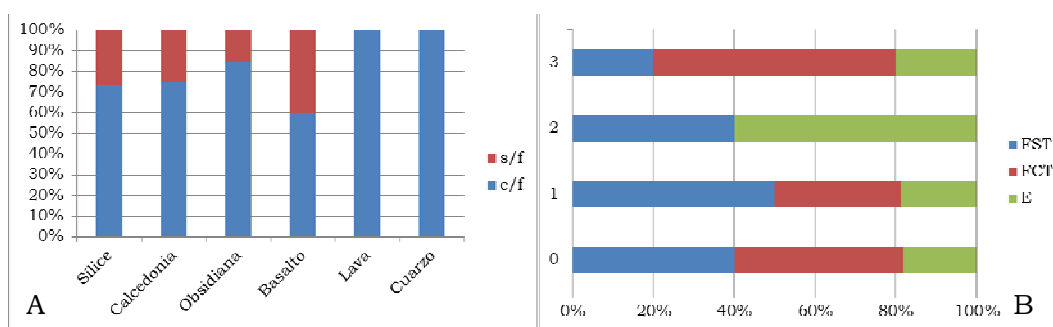 100%
90%
80%
70%
60%
50%
40%
30%
20%
10%
0%
Sílice
Calcedonia
Obsidiana
Basalto
Lava
Cuarzo
s/f
c/f
A
3
2
1
0
0% 20% 40% 60% 80% 100%
FST
FCT
E
B